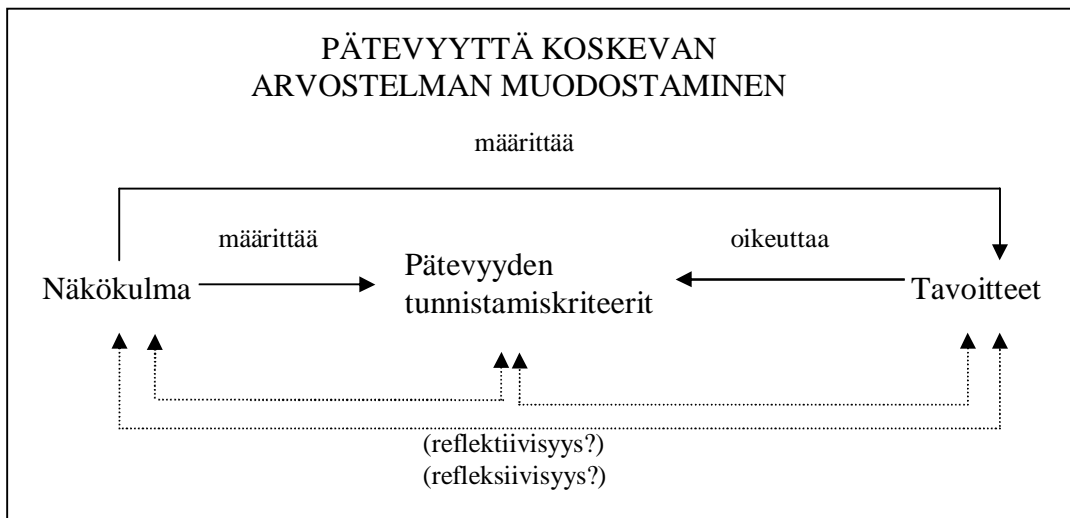 PÄTEVYYTTÄ KOSKEVAN
ARVOSTELMAN MUODOSTAMINEN
määrittää
määrittää
oikeuttaa
Näkökulma
Pätevyyden
tunnistamiskriteerit
Tavoitteet
(reflektiivisyys?)
(refleksiivisyys?)